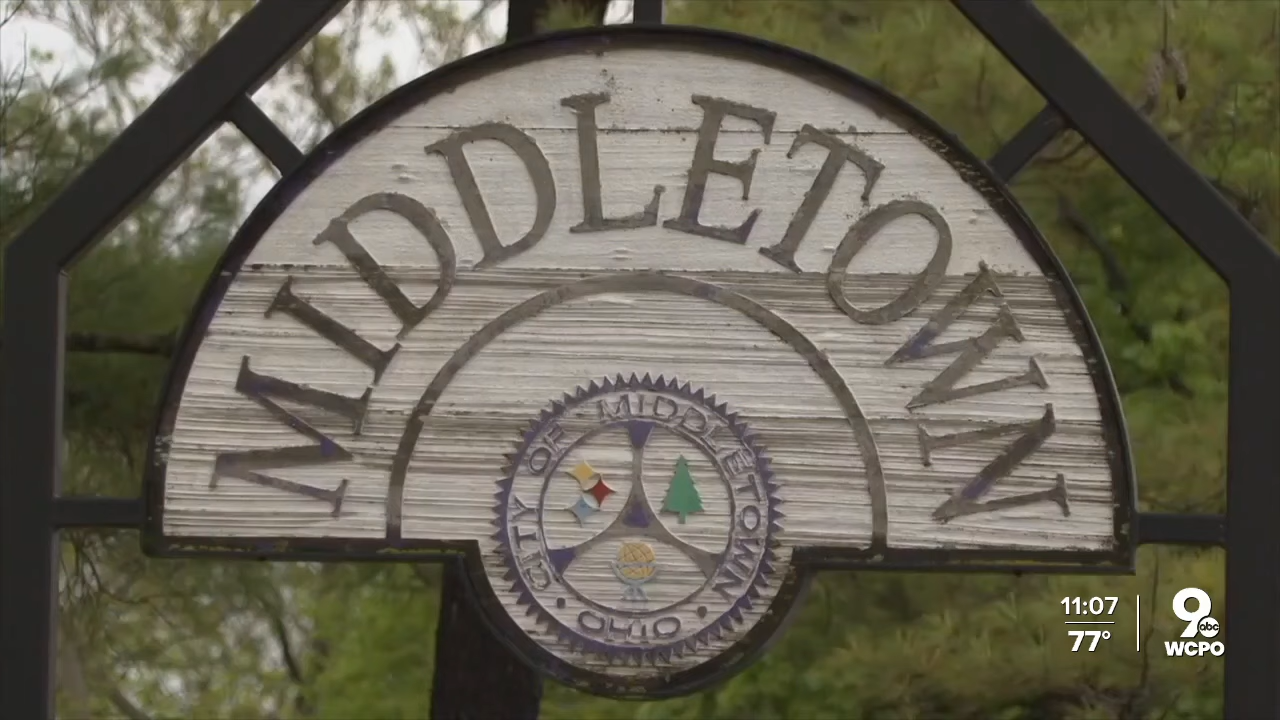 MIDDLETOWN
CITY OF MIDDLETOWN
OHIO
11:07
77°
9
abc
WCPO